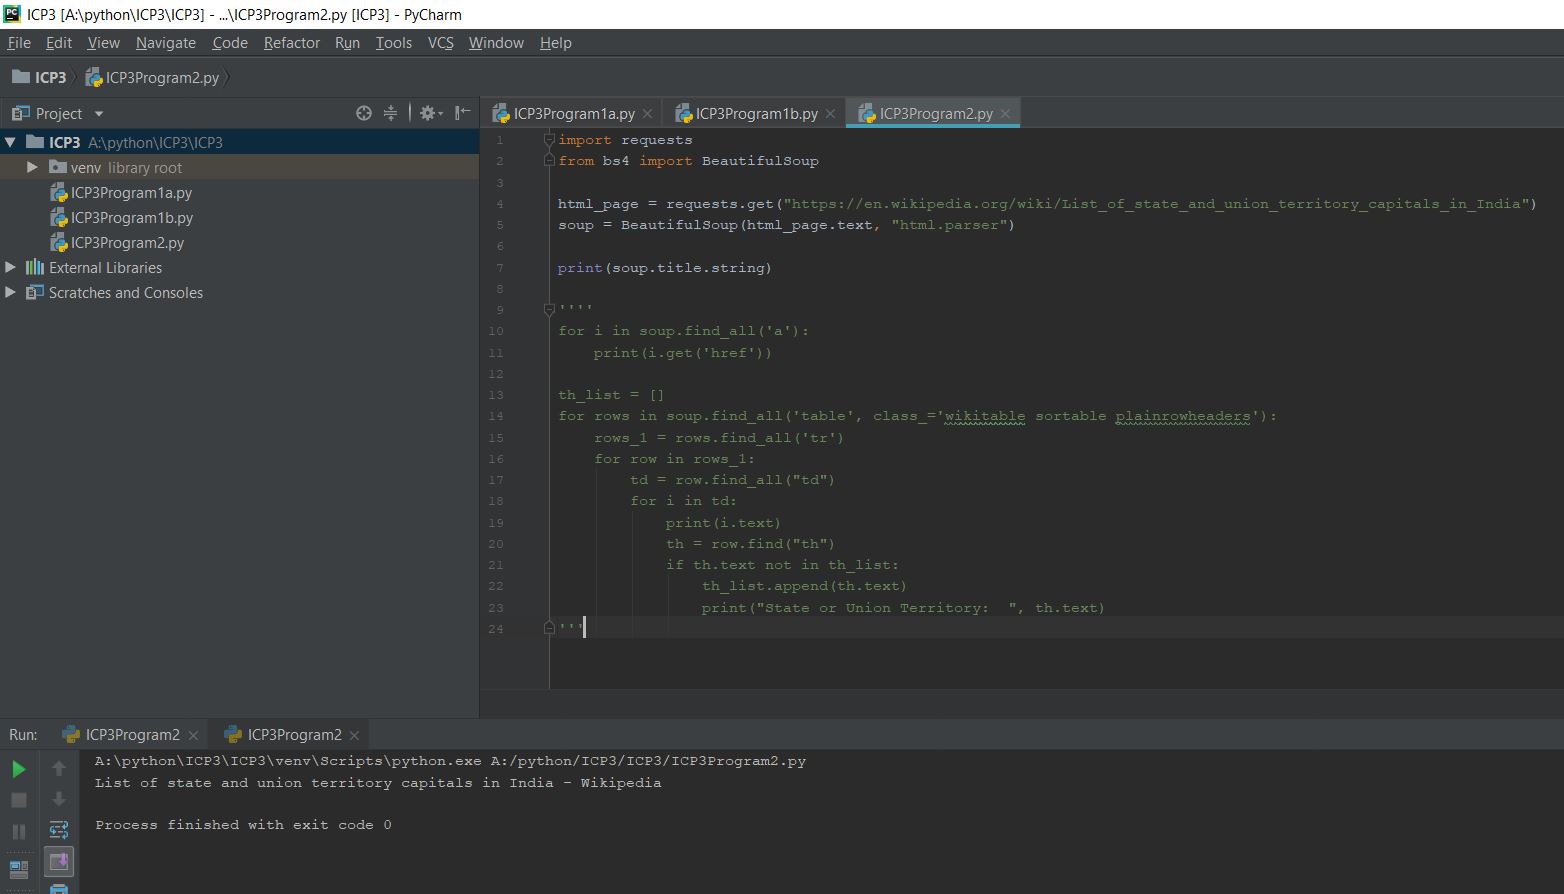 ICP3 [A:\python\ICP3\ICP3] - ...\ICP3Program2.py [ICP3] - PyCharm
File Edit View Navigate Code Refactor Run Tools VCS Window Help
ICP3 ICP3Program2.py
Project
ICP3Program1a.py ICP3Program1b.py ICP3Program2.py
ICP3 A:\python\ICP3\ICP3
venv library root
ICP3Program1a.py
ICP3Program1b.py
ICP3Program2.py
External Libraries
Scratches and Consoles
1 import requests
2 from bs4 import BeautifulSoup
3
4 html_page = requests.get("https://en.wikipedia.org/wiki/List_of_state_and_union_territory_capitals_in_India")
5 soup = BeautifulSoup(html_page.text, "html.parser")
6
7 print(soup.title.string)
8
9 ''''
10 for i in soup.find_all('a'):
11     print(i.get('href'))
12
13 th_list = []
14 for rows in soup.find_all('table', class_='wikitable sortable plainrowheaders'):
15     rows_1 = rows.find_all('tr')
16     for row in rows_1:
17         td = row.find_all("td")
18         for i in td:
19             print(i.text)
20             th = row.find("th")
21             if th.text not in th_list:
22                 th_list.append(th.text)
23                 print("State or Union Territory:  ", th.text)
24 '''
Run: ICP3Program2 ICP3Program2
A:\python\ICP3\ICP3\venv\Scripts\python.exe A:/python/ICP3/ICP3/ICP3Program2.py
List of state and union territory capitals in India - Wikipedia
Process finished with exit code 0